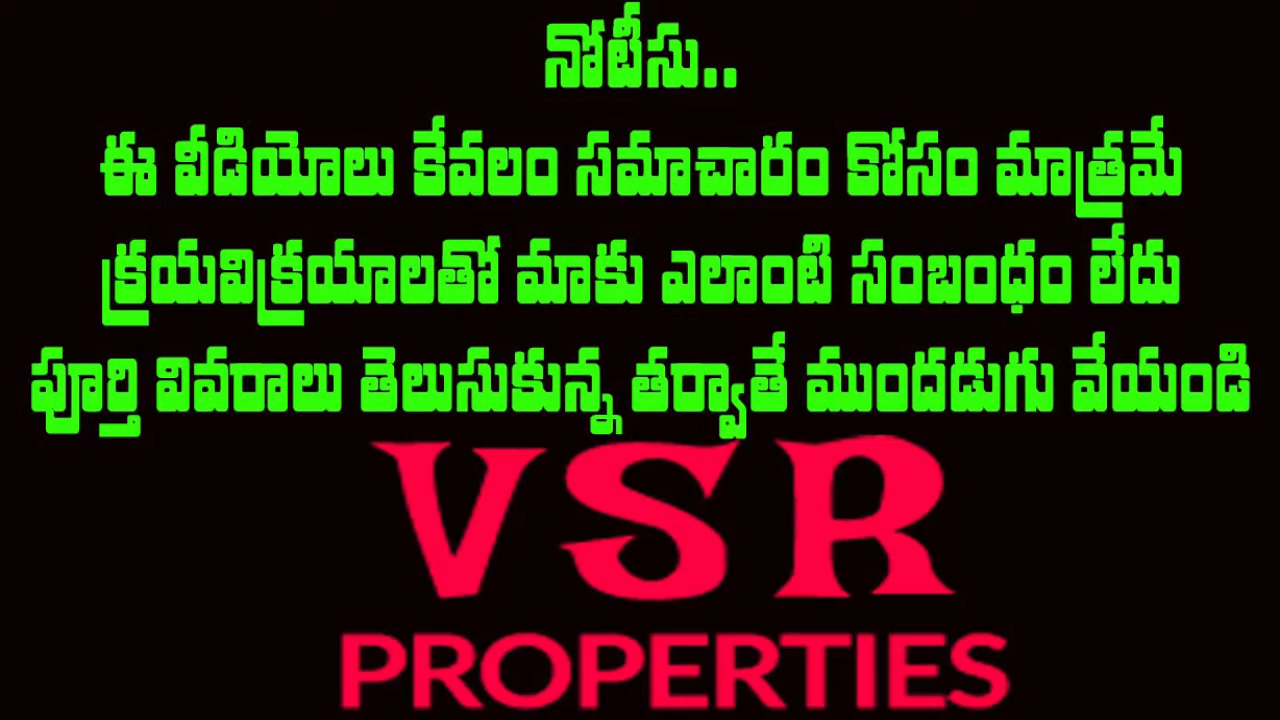 నోటీసు..
ఈ వీడియోలు కేవలం సమాచారం కోసం మాత్రమే
క్రయవిక్రయాలతో మాకు ఎలాంటి సంబంధం లేదు
పూర్తి వివరాలు తెలుసుకున్న తర్వాతే ముందడుగు వేయండి
VSR
PROPERTIES